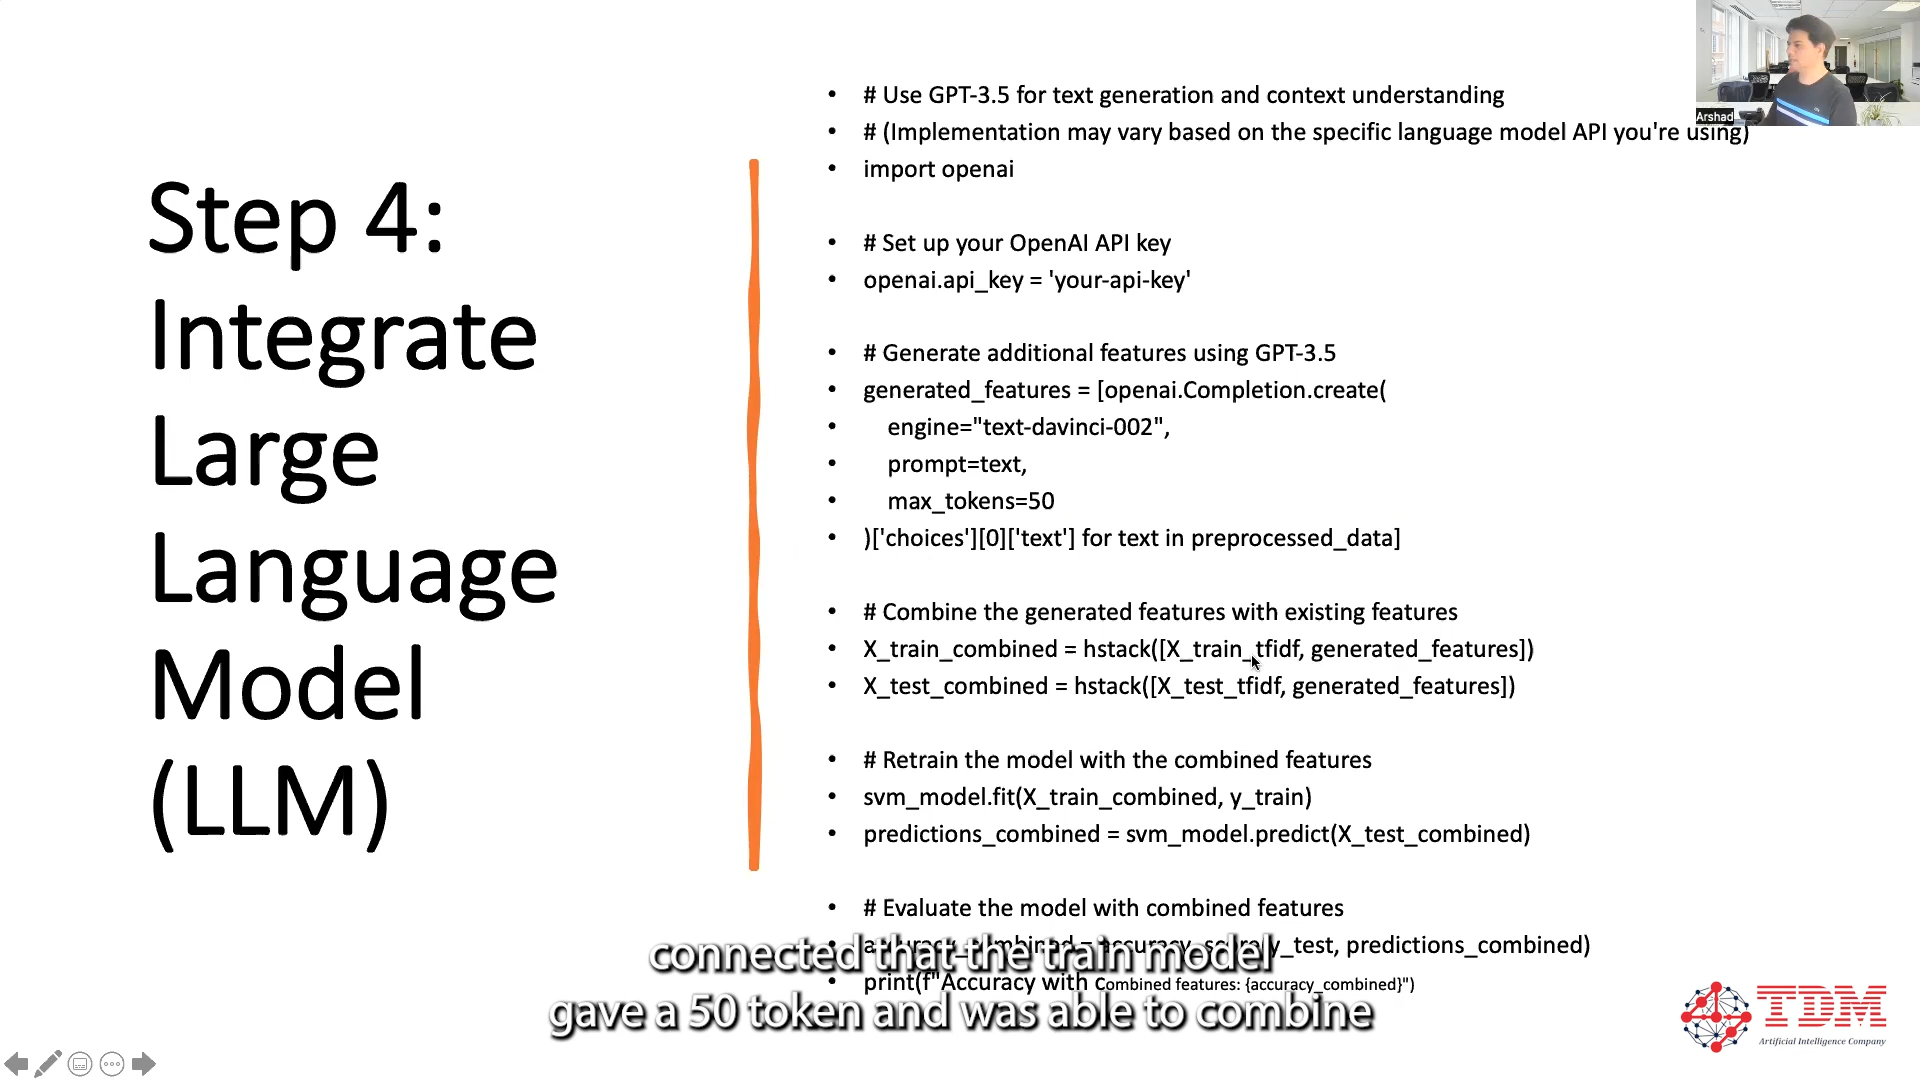 Step 4:
Integrate
Large
Language
Model
(LLM)
• # Use GPT-3.5 for text generation and context understanding
• # (Implementation may vary based on the specific language model API you're using)
• import openai
• # Set up your OpenAI API key
• openai.api_key = 'your-api-key'
• # Generate additional features using GPT-3.5
• generated_features = [openai.Completion.create(
• engine="text-davinci-002",
• prompt=text,
• max_tokens=50
• )['choices'][0]['text'] for text in preprocessed_data]
• # Combine the generated features with existing features
• X_train_combined = hstack([X_train_tfidf, generated_features])
• X_test_combined = hstack([X_test_tfidf, generated_features])
• # Retrain the model with the combined features
• svm_model.fit(X_train_combined, y_train)
• predictions_combined = svm_model.predict(X_test_combined)
• # Evaluate the model with combined features
• accuracy_combined = accuracy_score(y_test, predictions_combined)
• print(f"Accuracy with Combined features: {accuracy_combined}")
connected that the train model
gave a 50 token and was able to combine
Arshad
TDM
Artificial Intelligence Company